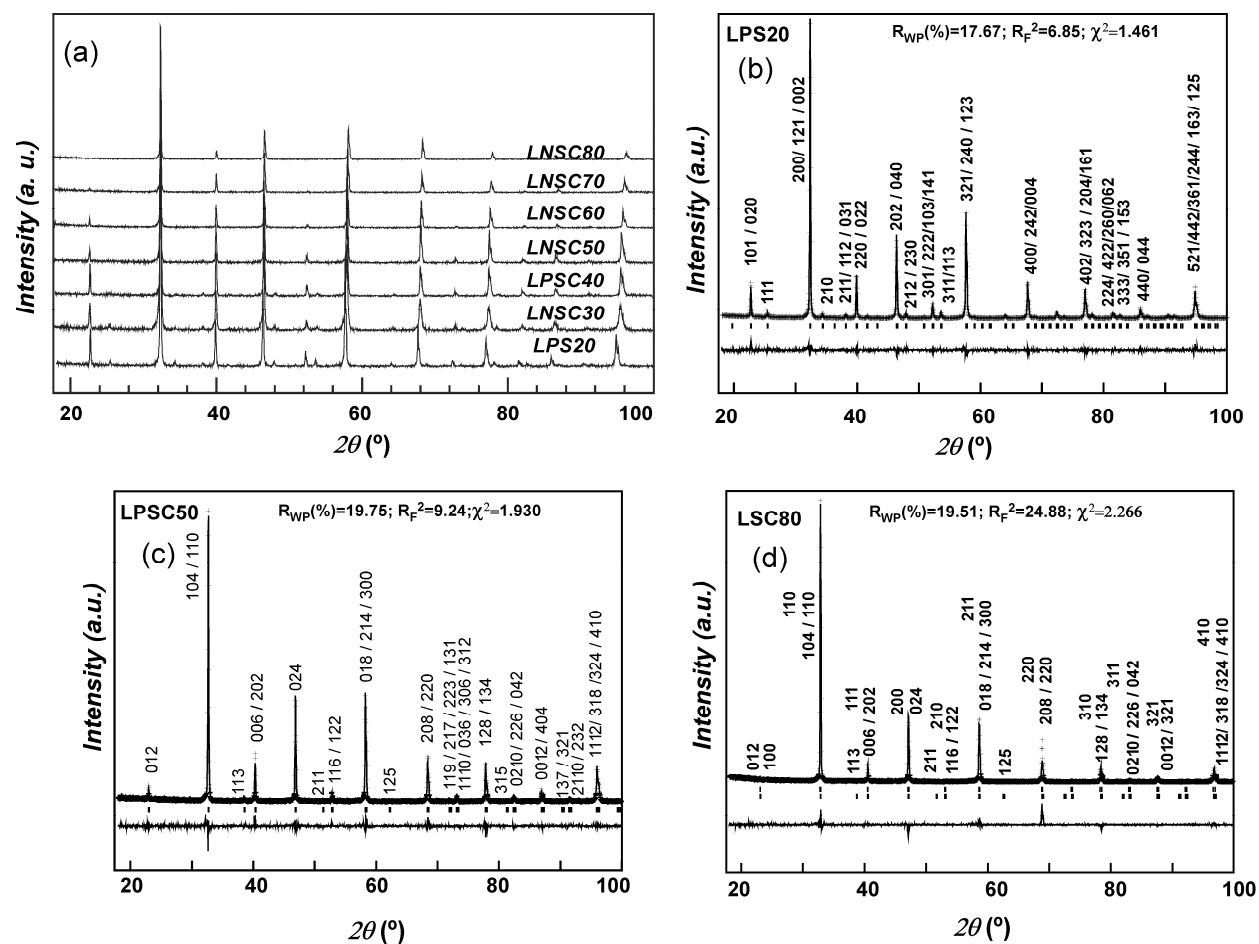 (a)
LNSC80
LNSC70
LNSC60
LNSC50
LPSC40
LNSC30
LPS20
Intensity (a. u.)
20 40 60 80 100
2θ (º)
LPS20
R_WP(%)=17.67; R_F²=6.85; χ²=1.461
(b)
101 / 020
111
200/ 121 / 002
210
211/ 112 / 031
220 / 022
202 / 040
212 / 230
301/ 222/103/141
311/113
321/ 240 / 123
400/ 242/004
402/ 323 / 204/161
224/ 422/260/062
333/ 351 / 153
440/ 044
521/442/361/244/ 163/ 125
Intensity (a.u.)
20 40 60 80 100
2θ (º)
LPSC50
R_WP(%)=19.75; R_F²=9.24;χ²=1.930
(c)
012
104 / 110
113
006 / 202
024
211
116 / 122
018 / 214 / 300
125
208 / 220
119 / 217 / 223 / 131
1110 / 036 / 306 / 312
128 / 134
315
0210 / 226 / 042
0012 / 404
137 / 321
2110 / 232
1112/ 318 /324 / 410
Intensity (a.u.)
20 40 60 80 100
2θ (º)
LSC80
R_WP(%)=19.51; R_F²=24.88; χ²=2.266
(d)
012
100
110
104 / 110
113
111
006 / 202
200
024
211
210
116 / 122
211
018 / 214 / 300
125
220
208 / 220
310
128 / 134
311
0210 / 226 / 042
321
0012/ 321
410
1112/ 318 /324 / 410
Intensity (a.u.)
20 40 60 80 100
2θ (º)